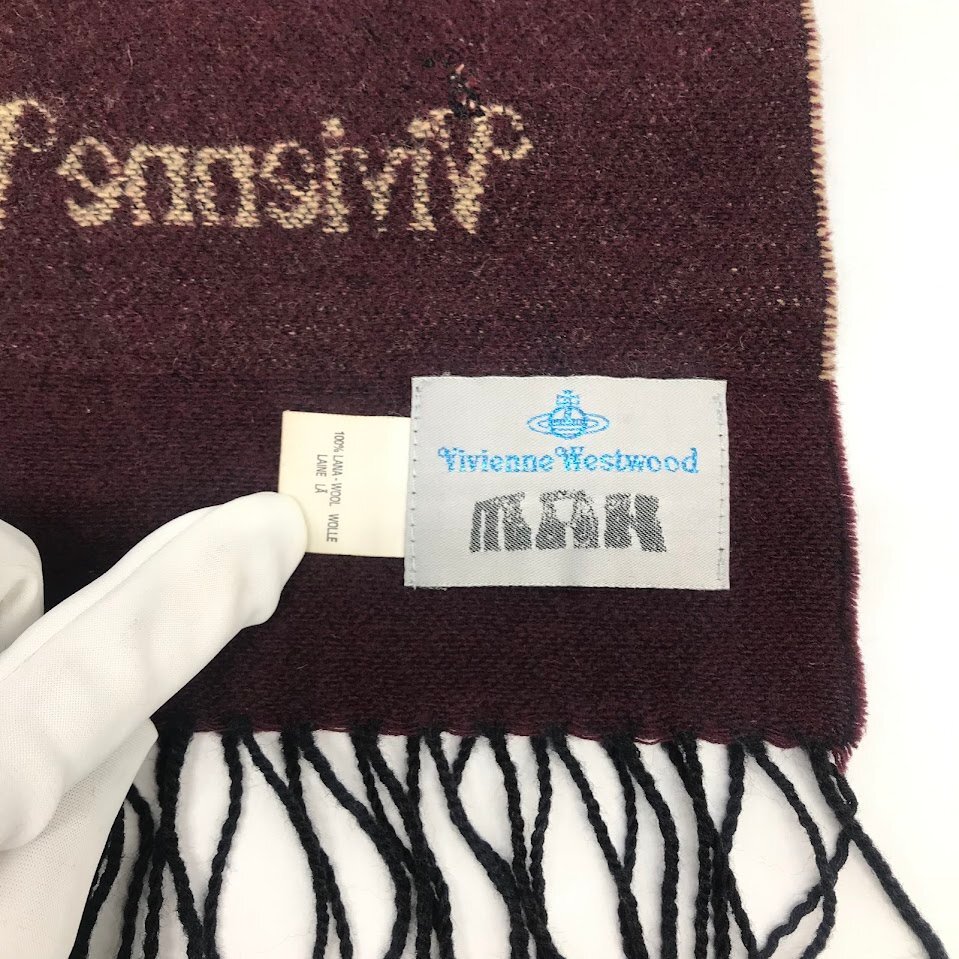 Vivienne
100% LANA - WOOL WOLLE
LAINE LÃ
Vivienne Westwood
MAN